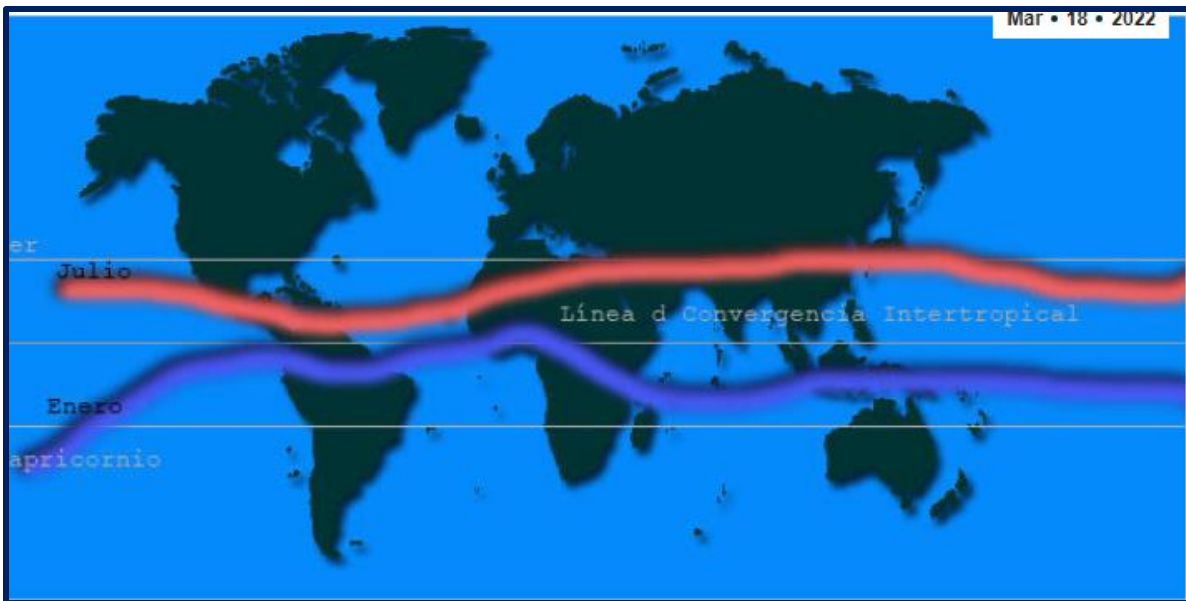 Mar • 18 • 2022
er
Julio
Línea d Convergencia Intertropical
Enero
apricornio